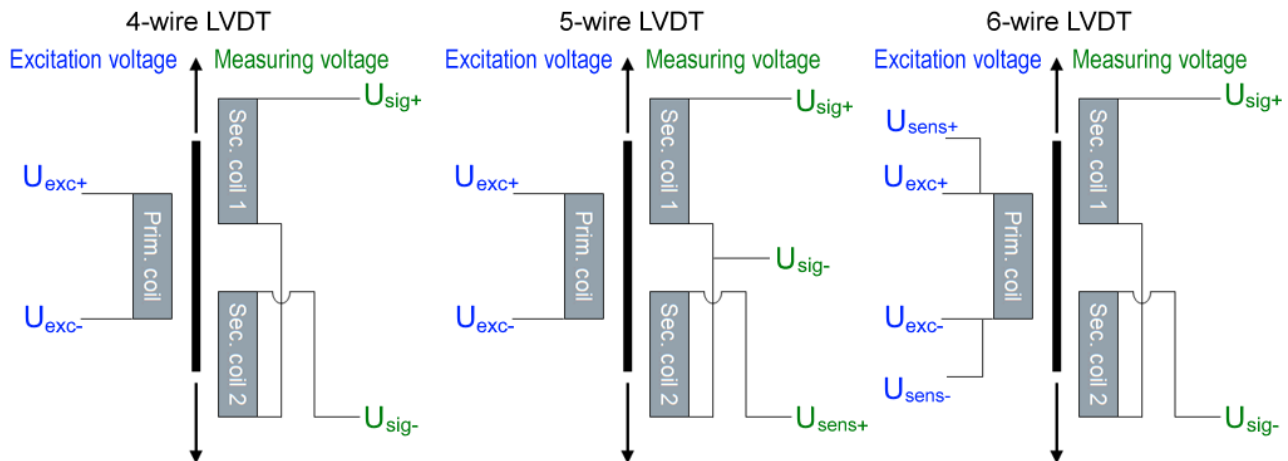 4-wire LVDT
Excitation voltage Measuring voltage
Usig+
Sec. coil 1
Uexc+
Prim. coil
Uexc-
Sec. coil 2
Usig-
5-wire LVDT
Excitation voltage Measuring voltage
Usig+
Sec. coil 1
Uexc+
Prim. coil
Usig-
Uexc-
Sec. coil 2
Usens+
6-wire LVDT
Excitation voltage Measuring voltage
Usig+
Usens+
Sec. coil 1
Uexc+
Prim. coil
Uexc-
Sec. coil 2
Usens-
Usig-